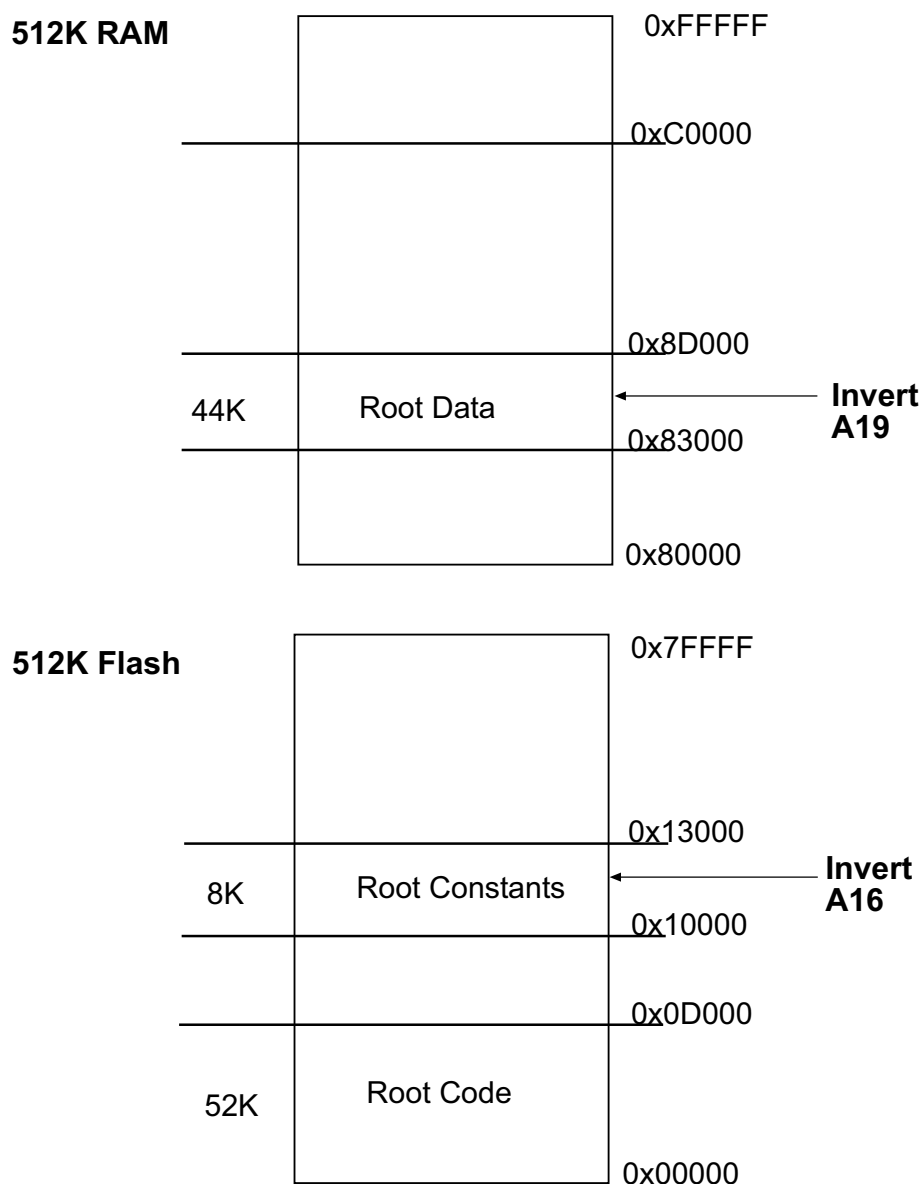 512K RAM
0xFFFFF
0xC0000
0x8D000
44K
Root Data
Invert
A19
0x83000
0x80000
512K Flash
0x7FFFF
0x13000
8K
Root Constants
Invert
A16
0x10000
0x0D000
52K
Root Code
0x00000